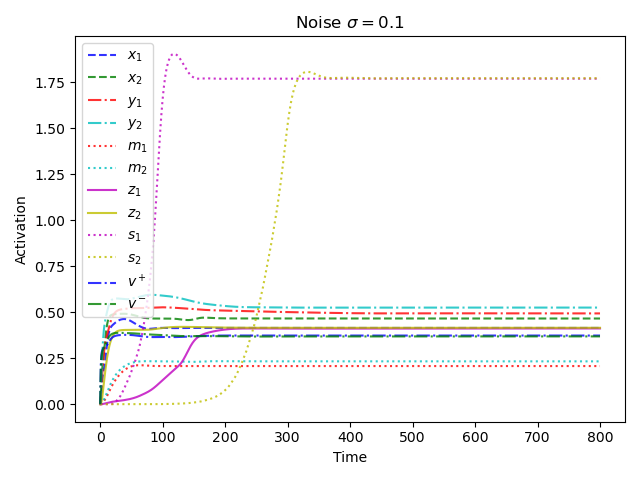 Noise σ = 0.1
Activation
1.75
1.50
1.25
1.00
0.75
0.50
0.25
0.00
x₁
x₂
y₁
y₂
m₁
m₂
z₁
z₂
s₁
s₂
v⁺
v⁻
0 100 200 300 400 500 600 700 800
Time